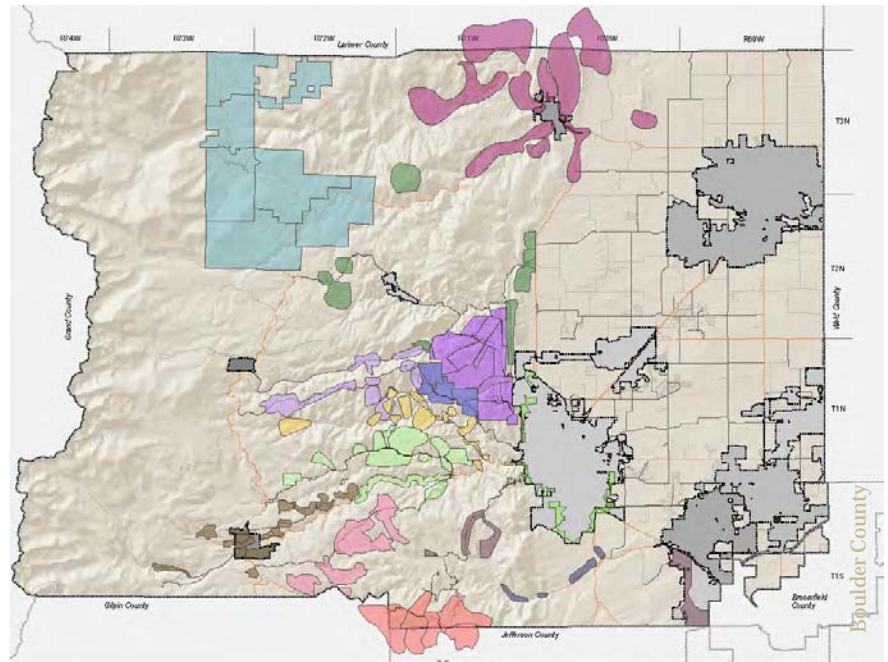 R74W
R73W
R72W
R71W
R70W
R69W
Larimer County
T3N
Grand County
T2N
Weld County
T1N
T1S
Gilpin County
Jefferson County
Broomfield
County
Boulder County